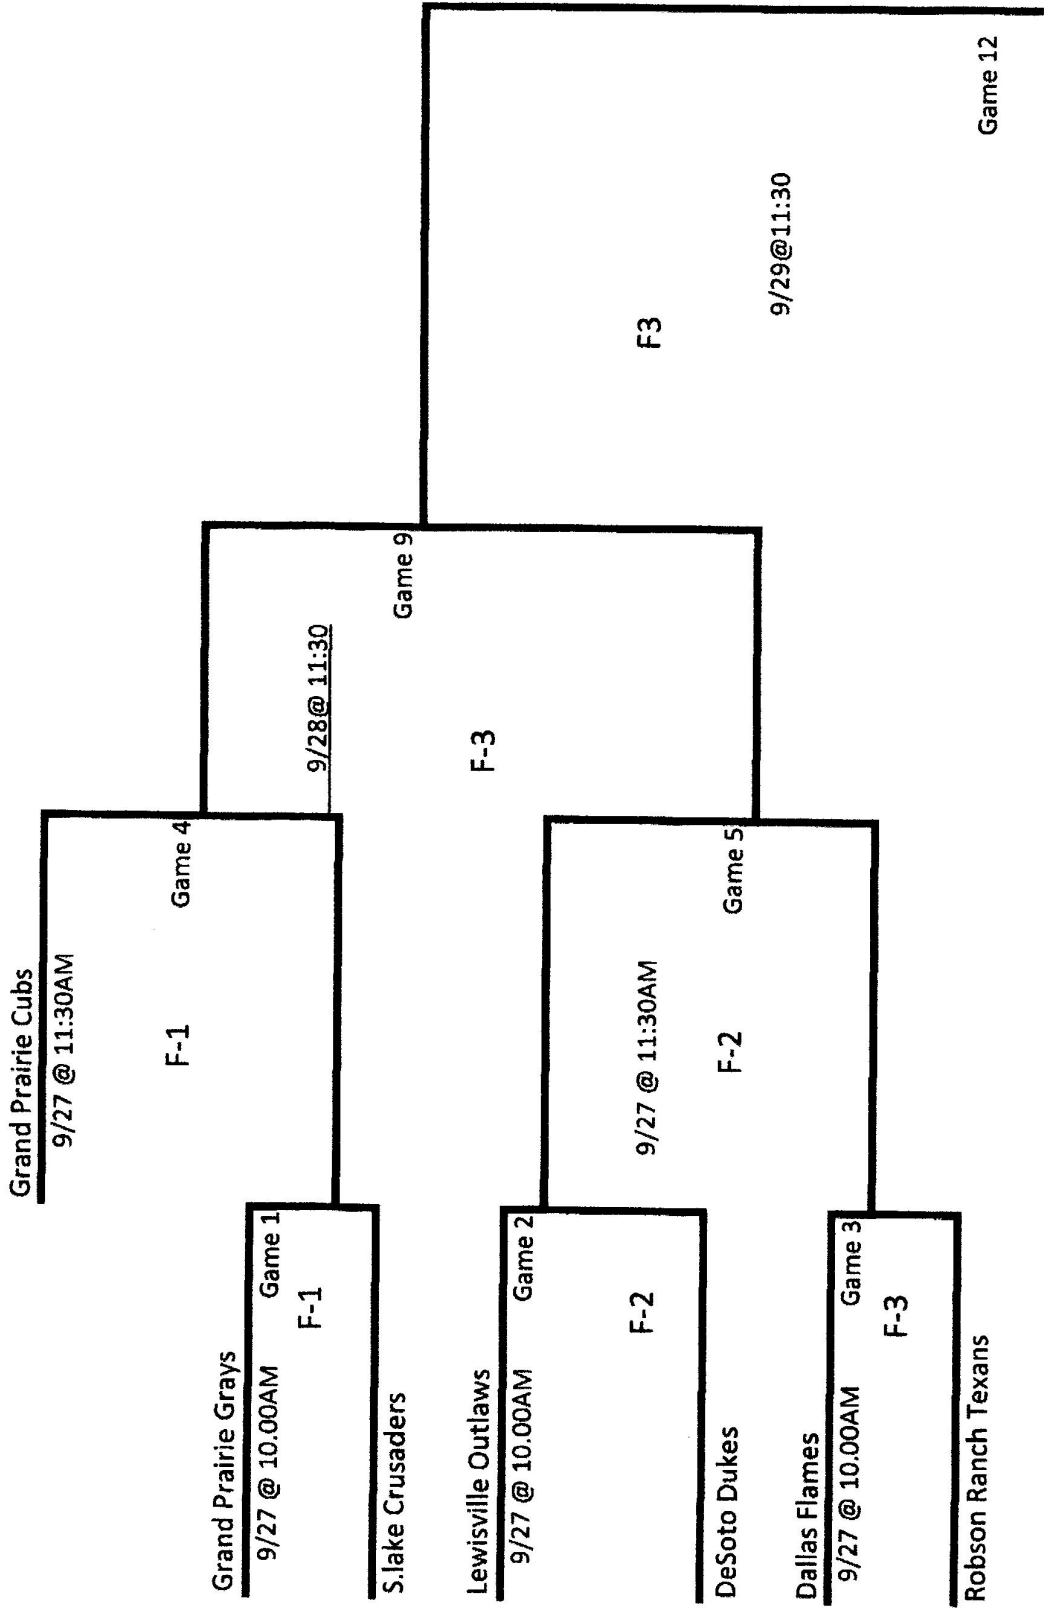 Grand Prairie Cubs
9/27 @ 11:30AM
F-1
Game 4
Grand Prairie Grays
9/27 @ 10.00AM
Game 1
F-1
S.lake Crusaders
9/28@ 11:30
Game 9
F-3
Lewisville Outlaws
9/27 @ 10.00AM
Game 2
F-2
DeSoto Dukes
9/27 @ 11:30AM
F-2
Game 5
Dallas Flames
9/27 @ 10.00AM
Game 3
F-3
Robson Ranch Texans
F3
9/29@11:30
Game 12